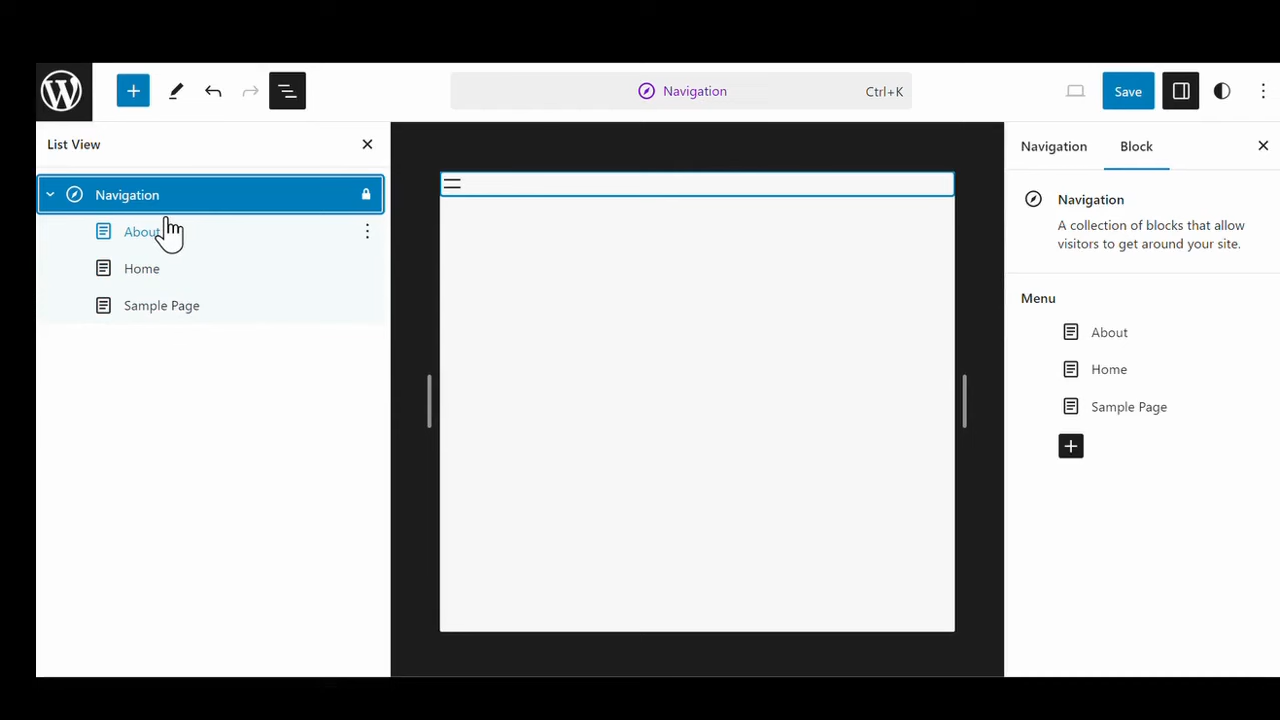 Navigation
Ctrl+K
Save
List View
Navigation
About
Home
Sample Page
Navigation
Block
Navigation
A collection of blocks that allow
visitors to get around your site.
Menu
About
Home
Sample Page